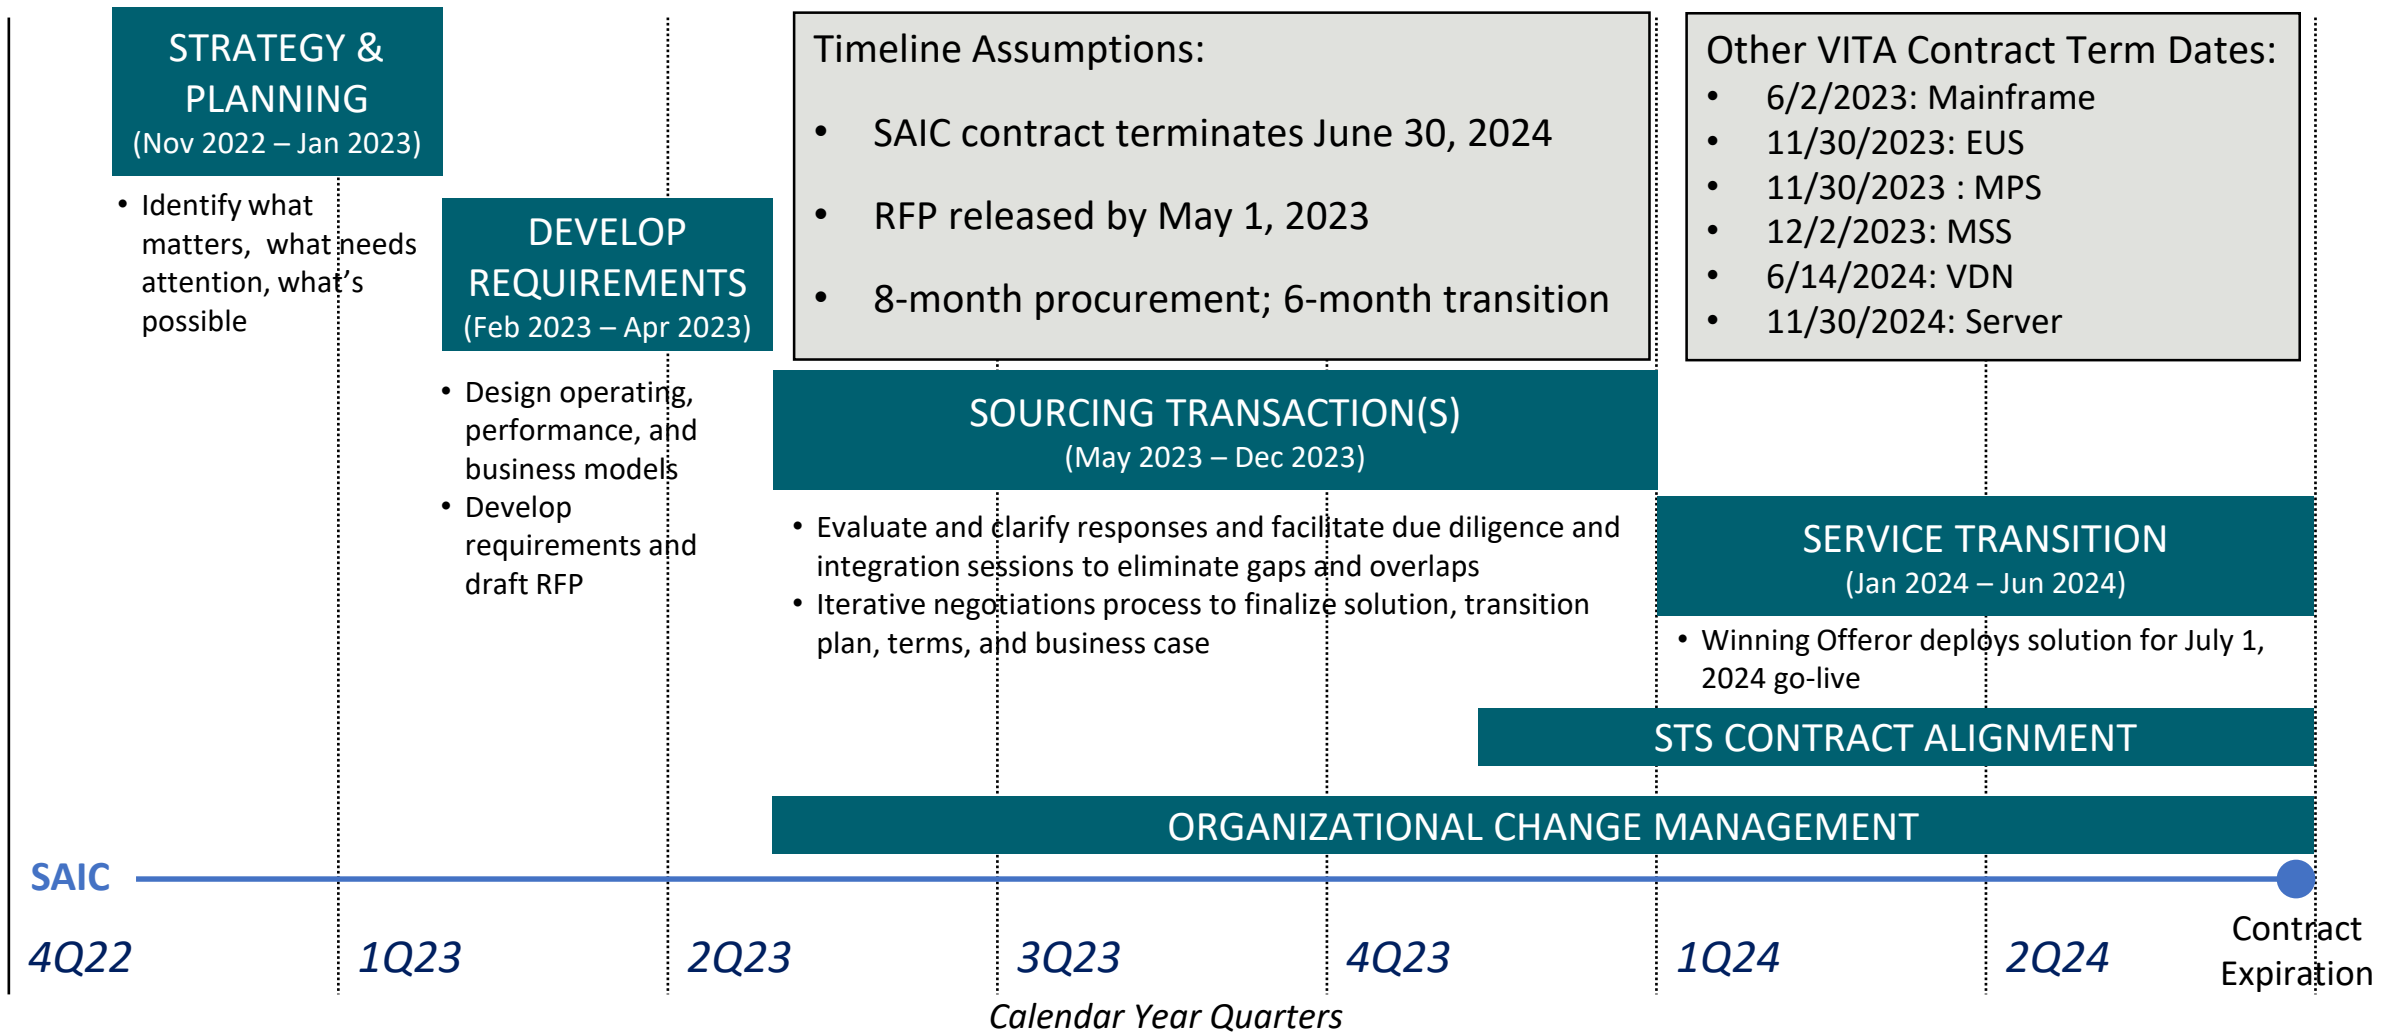 STRATEGY &
PLANNING
(Nov 2022 – Jan 2023)
• Identify what
matters,  what needs
attention, what’s
possible
DEVELOP
REQUIREMENTS
(Feb 2023 – Apr 2023)
• Design operating,
performance, and
business models
• Develop
requirements and
draft RFP
Timeline Assumptions:
• SAIC contract terminates June 30, 2024
• RFP released by May 1, 2023
• 8-month procurement; 6-month transition
Other VITA Contract Term Dates:
• 6/2/2023: Mainframe
• 11/30/2023: EUS
• 11/30/2023 : MPS
• 12/2/2023: MSS
• 6/14/2024: VDN
• 11/30/2024: Server
SOURCING TRANSACTION(S)
(May 2023 – Dec 2023)
• Evaluate and clarify responses and facilitate due diligence and
integration sessions to eliminate gaps and overlaps
• Iterative negotiations process to finalize solution, transition
plan, terms, and business case
SERVICE TRANSITION
(Jan 2024 – Jun 2024)
• Winning Offeror deploys solution for July 1,
2024 go-live
STS CONTRACT ALIGNMENT
ORGANIZATIONAL CHANGE MANAGEMENT
SAIC
Contract
Expiration
4Q22 1Q23 2Q23 3Q23 4Q23 1Q24 2Q24
Calendar Year Quarters